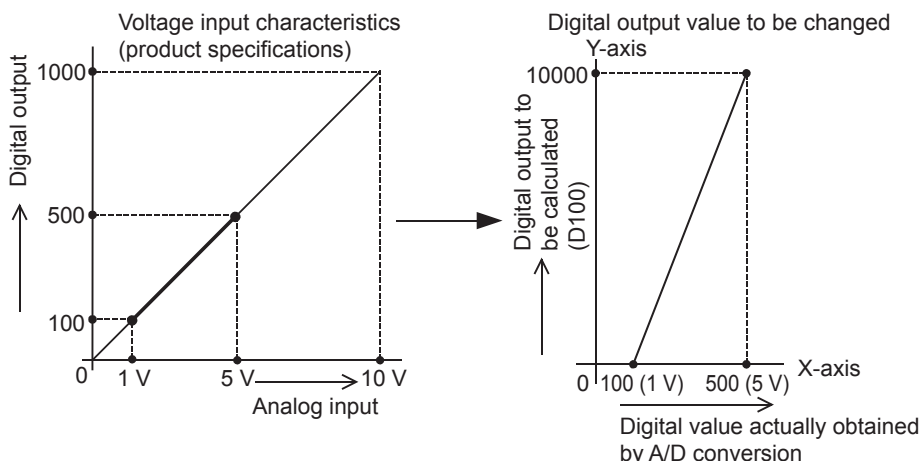 Voltage input characteristics
(product specifications)
Digital output
1000
500
100
0
1 V
5 V
10 V
Analog input
Digital output value to be changed
Y-axis
10000
Digital output to
be calculated
(D100)
0
100 (1 V)
500 (5 V)
X-axis
Digital value actually obtained
by A/D conversion